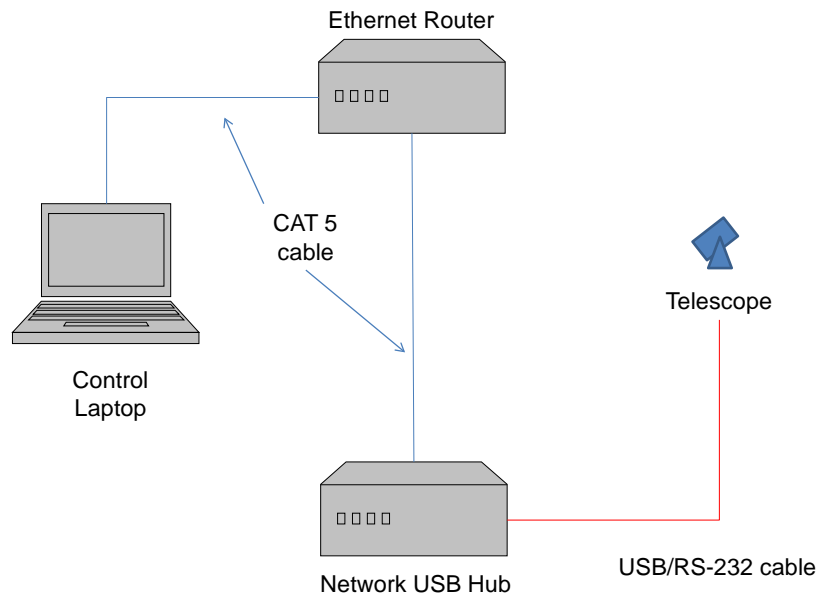 Ethernet Router
CAT 5
cable
Telescope
Control
Laptop
USB/RS-232 cable
Network USB Hub